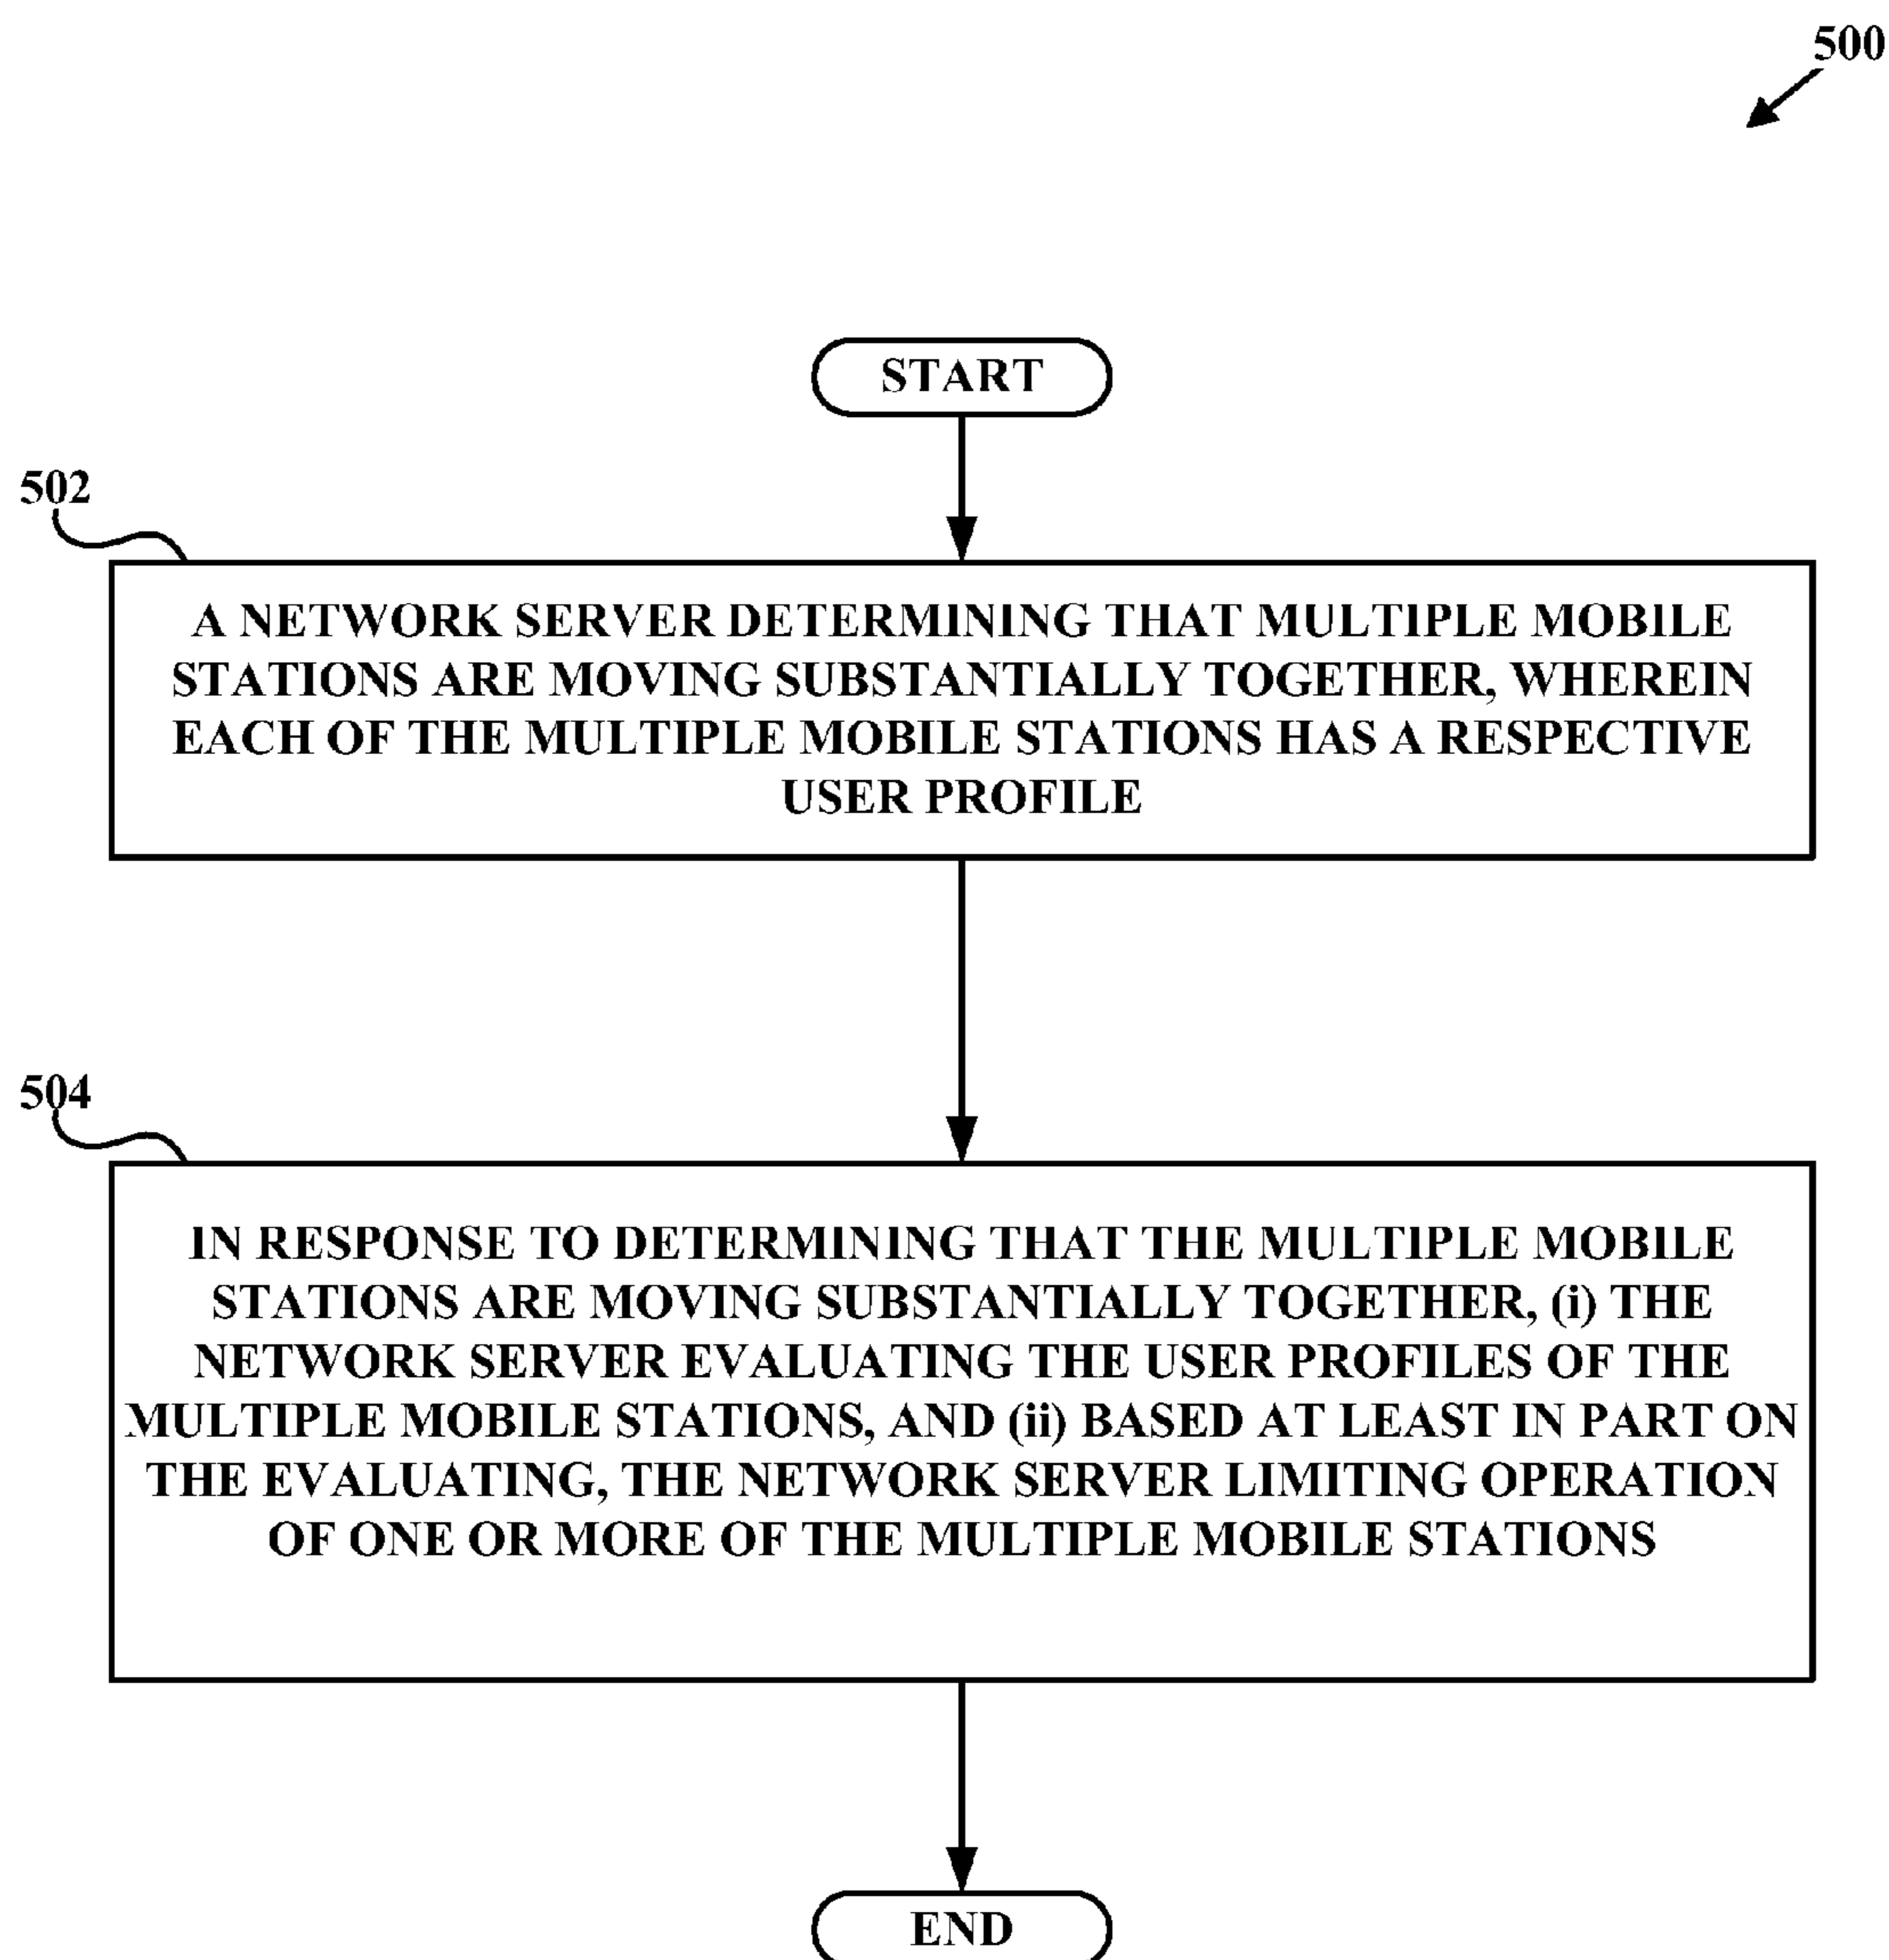 500
START
502
A NETWORK SERVER DETERMINING THAT MULTIPLE MOBILE
STATIONS ARE MOVING SUBSTANTIALLY TOGETHER, WHEREIN
EACH OF THE MULTIPLE MOBILE STATIONS HAS A RESPECTIVE
USER PROFILE
504
IN RESPONSE TO DETERMINING THAT THE MULTIPLE MOBILE
STATIONS ARE MOVING SUBSTANTIALLY TOGETHER, (i) THE
NETWORK SERVER EVALUATING THE USER PROFILES OF THE
MULTIPLE MOBILE STATIONS, AND (ii) BASED AT LEAST IN PART ON
THE EVALUATING, THE NETWORK SERVER LIMITING OPERATION
OF ONE OR MORE OF THE MULTIPLE MOBILE STATIONS
END